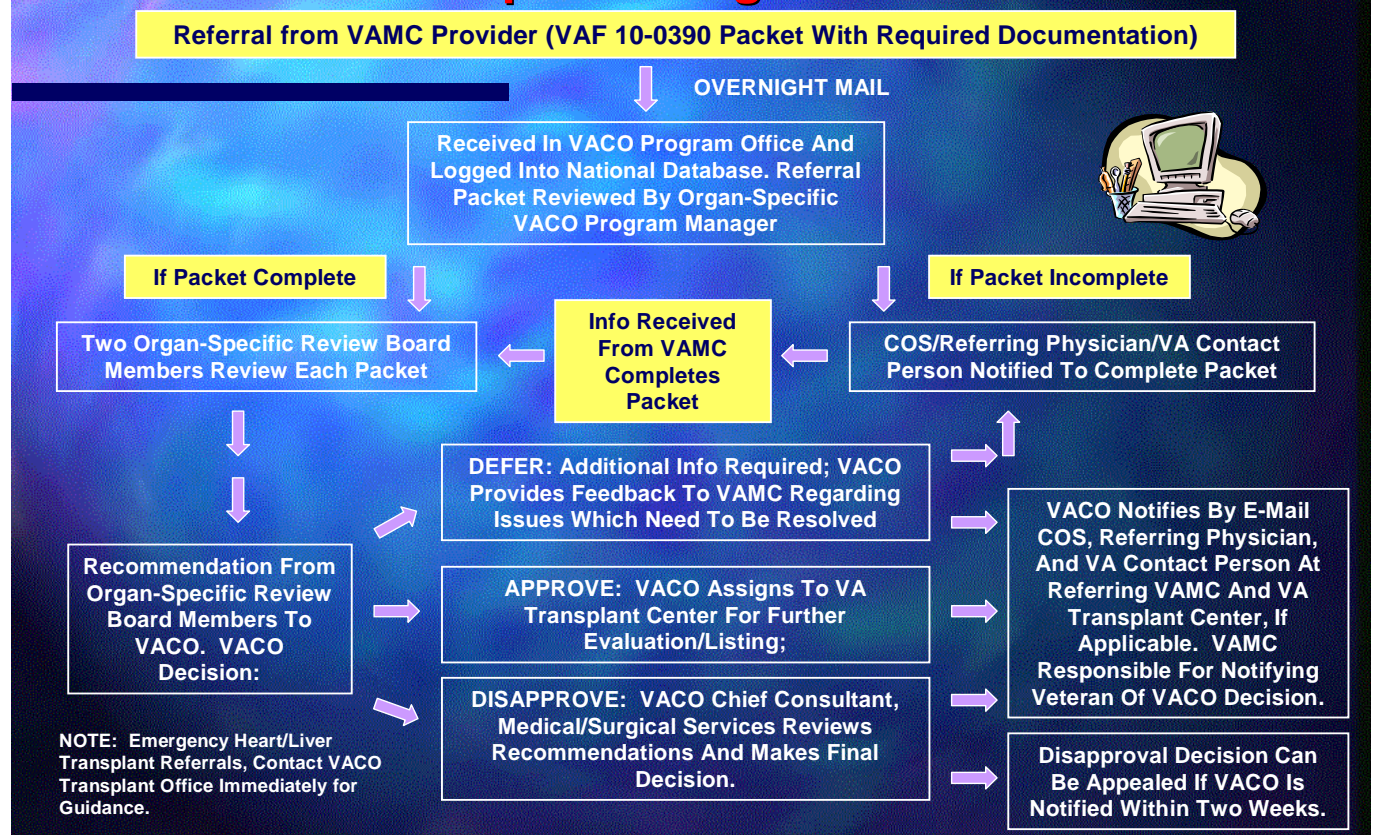 Referral from VAMC Provider (VAF 10-0390 Packet With Required Documentation)
OVERNIGHT MAIL
Received In VACO Program Office And
Logged Into National Database. Referral
Packet Reviewed By Organ-Specific
VACO Program Manager
If Packet Complete
If Packet Incomplete
Two Organ-Specific Review Board
Members Review Each Packet
Info Received
From VAMC
Completes
Packet
COS/Referring Physician/VA Contact
Person Notified To Complete Packet
DEFER: Additional Info Required; VACO
Provides Feedback To VAMC Regarding
Issues Which Need To Be Resolved
Recommendation From
Organ-Specific Review
Board Members To
VACO. VACO
Decision:
APPROVE: VACO Assigns To VA
Transplant Center For Further
Evaluation/Listing;
VACO Notifies By E-Mail
COS, Referring Physician,
And VA Contact Person At
Referring VAMC And VA
Transplant Center, If
Applicable. VAMC
Responsible For Notifying
Veteran Of VACO Decision.
DISAPPROVE: VACO Chief Consultant,
Medical/Surgical Services Reviews
Recommendations And Makes Final
Decision.
NOTE: Emergency Heart/Liver
Transplant Referrals, Contact VACO
Transplant Office Immediately for
Guidance.
Disapproval Decision Can
Be Appealed If VACO Is
Notified Within Two Weeks.